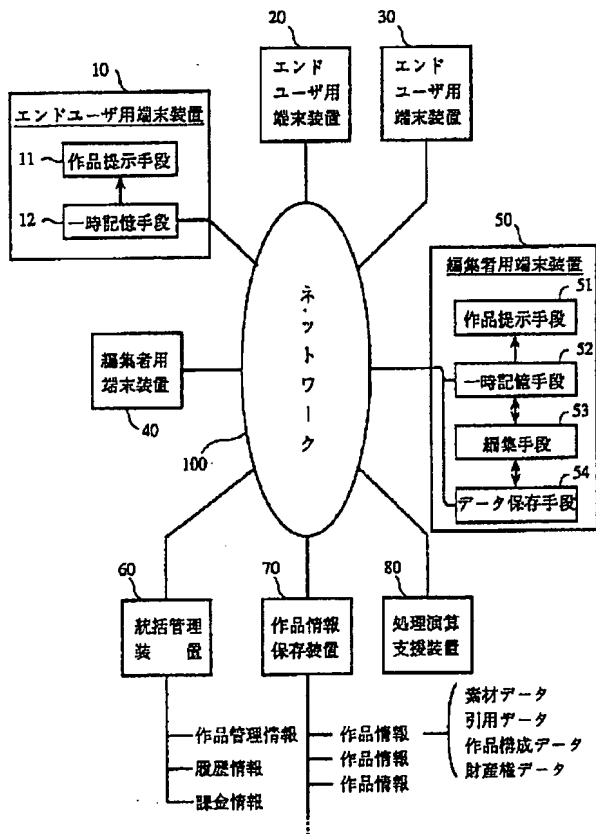 20
30
エンド
ユーザ用
端末装置
エンド
ユーザ用
端末装置
10
エンドユーザ用端末装置
11
作品提示手段
12
一時記憶手段
50
編集者用端末装置
51
作品提示手段
52
一時記憶手段
53
編集手段
54
データ保存手段
ネットワーク
100
編集者用
端末装置
40
60
統括管理
装置
70
作品情報
保存装置
80
処理演算
支援装置
作品管理情報
履歴情報
課金情報
作品情報
作品情報
作品情報
素材データ
引用データ
作品構成データ
財産権データ